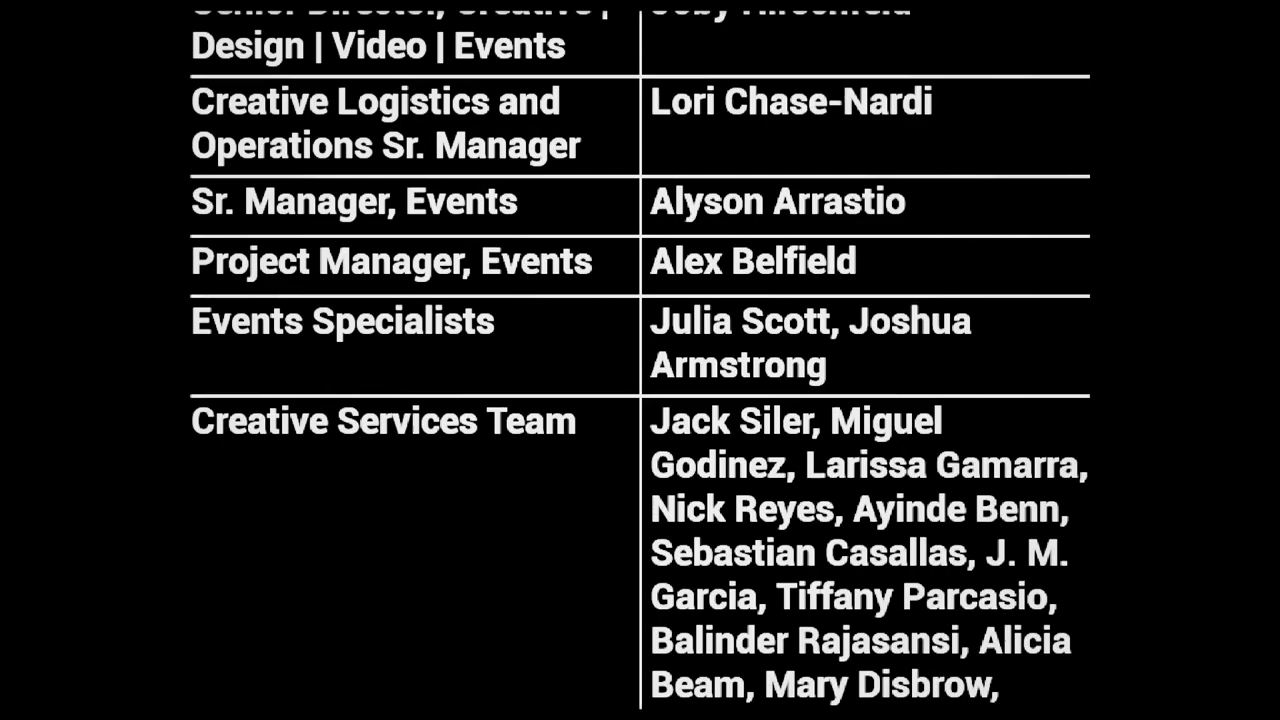 Design | Video | Events
Creative Logistics and
Operations Sr. Manager
Lori Chase-Nardi
Sr. Manager, Events
Alyson Arrastio
Project Manager, Events
Alex Belfield
Events Specialists
Julia Scott, Joshua
Armstrong
Creative Services Team
Jack Siler, Miguel
Godinez, Larissa Gamarra,
Nick Reyes, Ayinde Benn,
Sebastian Casallas, J. M.
Garcia, Tiffany Parcasio,
Balinder Rajasansi, Alicia
Beam, Mary Disbrow,